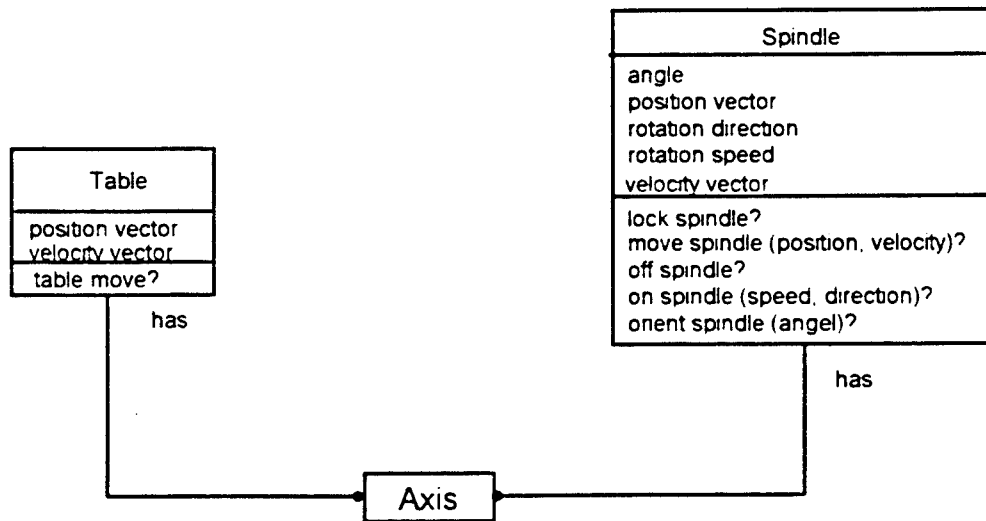 Spindle
angle
position vector
rotation direction
rotation speed
velocity vector
lock spindle?
move spindle (position, velocity)?
off spindle?
on spindle (speed, direction)?
orient spindle (angel)?
has
Table
position vector
velocity vector
table move?
has
Axis